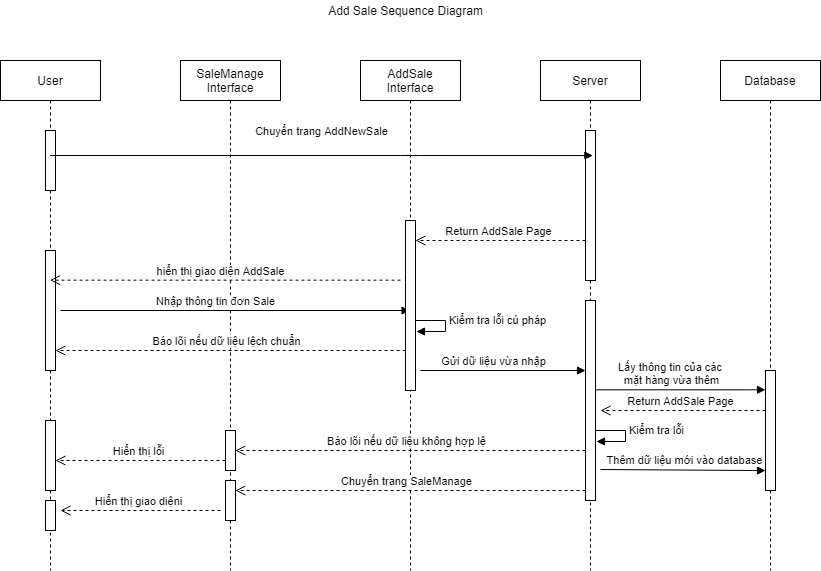 Add Sale Sequence Diagram
User
SaleManage
Interface
AddSale
Interface
Server
Database
Chuyển trang AddNewSale
Return AddSale Page
hiển thị giao diện AddSale
Nhập thông tin đơn Sale
Kiểm tra lỗi cú pháp
Báo lõi nếu dữ liệu lệch chuẩn
Gửi dữ liệu vừa nhập
Lấy thông tin của các
mặt hàng vừa thêm
Return AddSale Page
Kiểm tra lỗi
Báo lõi nếu dữ liệu không hợp lệ
Hiển thị lỗi
Thêm dữ liệu mới vào database
Chuyển trang SaleManage
Hiển thị giao diệni